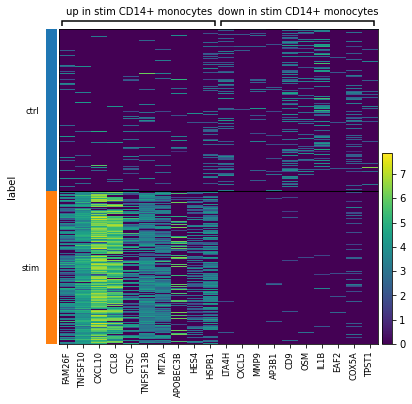 up in stim CD14+ monocytes down in stim CD14+ monocytes
ctrl
label
stim
7
6
5
4
3
2
1
0
FAM26F
TNFSF10
CXCL10
CCL8
CTSC
TNFSF13B
MT2A
APOBEC3B
HES4
HSPB1
LTA4H
CXCL5
MMP9
AP3B1
CD9
OSM
IL1B
EAF2
COX5A
TPST1